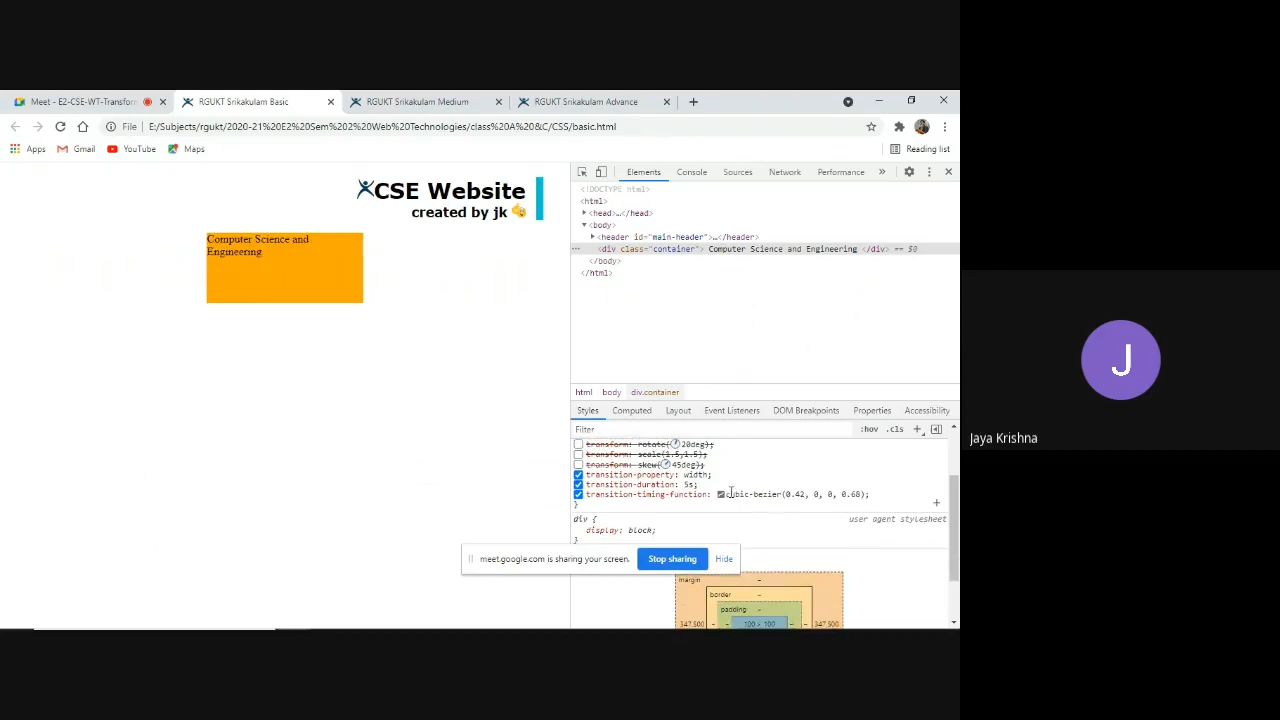 Meet - E2-CSE-WT-Transform
RGUKT Srikakulam Basic
RGUKT Srikakulam Medium
RGUKT Srikakulam Advance
File
E:/Subjects/rgukt/2020-21%20E2%20Sem%202%20Web%20Technologies/class%20A%20&C/CSS/basic.html
Apps
Gmail
YouTube
Maps
Reading list
CSE Website
created by jk
Computer Science and
Engineering
Elements
Console
Sources
Network
Performance
<!DOCTYPE html>
<html>
<head>…</head>
<body>
<header id="main-header">…</header>
<div class="container"> Computer Science and Engineering </div> == $0
</body>
</html>
html
body
div.container
Styles
Computed
Layout
Event Listeners
DOM Breakpoints
Properties
Accessibility
Filter
:hov
.cls
transform: rotate(20deg);
transform: scale(1.5,1.5);
transform: skew(45deg);
transition-property: width;
transition-duration: 5s;
transition-timing-function: cubic-bezier(0.42, 0, 0, 0.68);
}
div {
user agent stylesheet
display: block;
}
meet.google.com is sharing your screen.
Stop sharing
Hide
margin
border
padding
347.500
100 × 100
347.500
J
Jaya Krishna